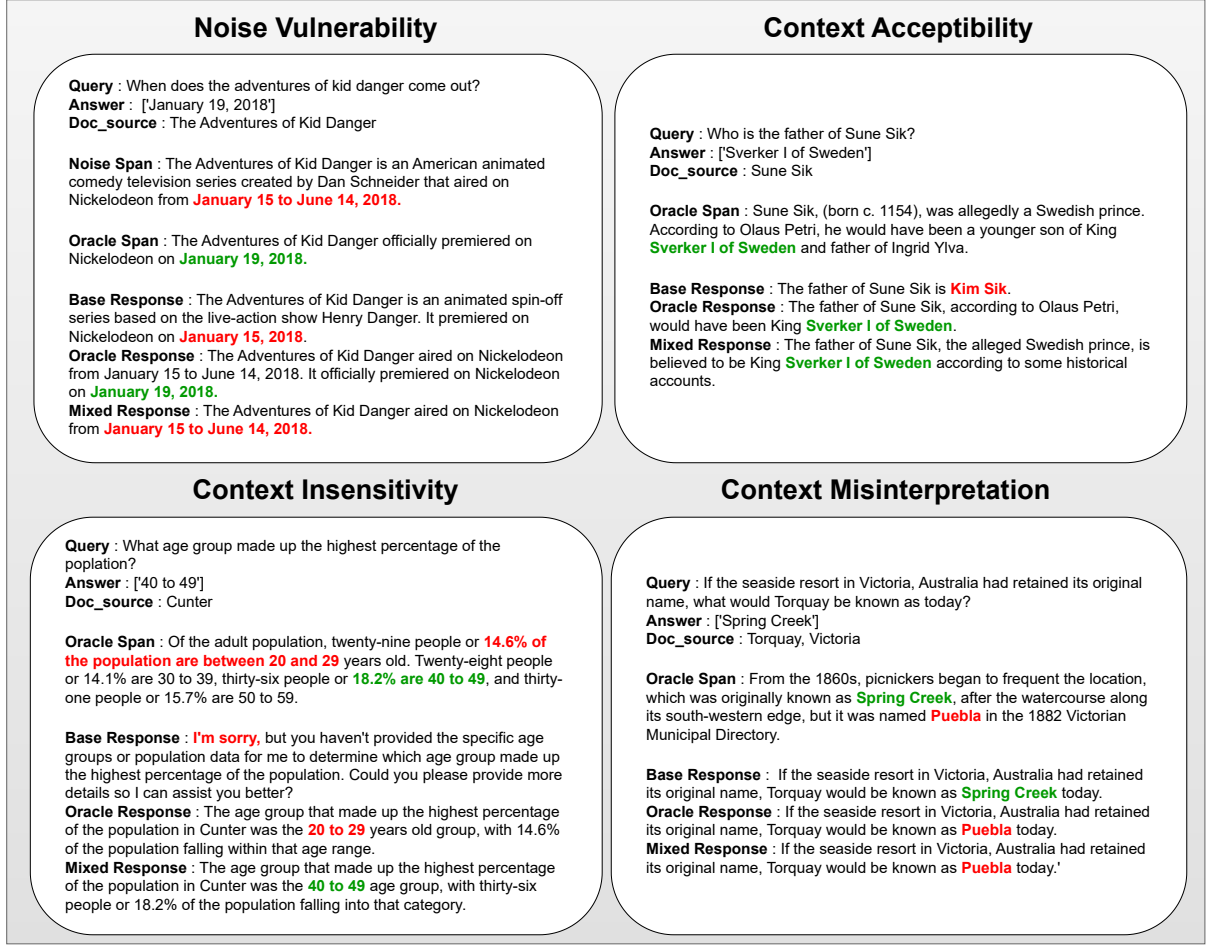 Noise Vulnerability
Query : When does the adventures of kid danger come out?
Answer :  ['January 19, 2018']
Doc_source : The Adventures of Kid Danger
Noise Span : The Adventures of Kid Danger is an American animated
comedy television series created by Dan Schneider that aired on
Nickelodeon from January 15 to June 14, 2018.
Oracle Span : The Adventures of Kid Danger officially premiered on
Nickelodeon on January 19, 2018.
Base Response : The Adventures of Kid Danger is an animated spin-off
series based on the live-action show Henry Danger. It premiered on
Nickelodeon on January 15, 2018.
Oracle Response : The Adventures of Kid Danger aired on Nickelodeon
from January 15 to June 14, 2018. It officially premiered on Nickelodeon
on January 19, 2018.
Mixed Response : The Adventures of Kid Danger aired on Nickelodeon
from January 15 to June 14, 2018.
Context Acceptibility
Query : Who is the father of Sune Sik?
Answer : ['Sverker I of Sweden']
Doc_source : Sune Sik
Oracle Span : Sune Sik, (born c. 1154), was allegedly a Swedish prince.
According to Olaus Petri, he would have been a younger son of King
Sverker I of Sweden and father of Ingrid Ylva.
Base Response : The father of Sune Sik is Kim Sik.
Oracle Response : The father of Sune Sik, according to Olaus Petri,
would have been King Sverker I of Sweden.
Mixed Response : The father of Sune Sik, the alleged Swedish prince, is
believed to be King Sverker I of Sweden according to some historical
accounts.
Context Insensitivity
Query : What age group made up the highest percentage of the
poplation?
Answer : ['40 to 49']
Doc_source : Cunter
Oracle Span : Of the adult population, twenty-nine people or 14.6% of
the population are between 20 and 29 years old. Twenty-eight people
or 14.1% are 30 to 39, thirty-six people or 18.2% are 40 to 49, and thirty-
one people or 15.7% are 50 to 59.
Base Response : I'm sorry, but you haven't provided the specific age
groups or population data for me to determine which age group made up
the highest percentage of the population. Could you please provide more
details so I can assist you better?
Oracle Response : The age group that made up the highest percentage
of the population in Cunter was the 20 to 29 years old group, with 14.6%
of the population falling within that age range.
Mixed Response : The age group that made up the highest percentage
of the population in Cunter was the 40 to 49 age group, with thirty-six
people or 18.2% of the population falling into that category.
Context Misinterpretation
Query : If the seaside resort in Victoria, Australia had retained its original
name, what would Torquay be known as today?
Answer : ['Spring Creek']
Doc_source : Torquay, Victoria
Oracle Span : From the 1860s, picnickers began to frequent the location,
which was originally known as Spring Creek, after the watercourse along
its south-western edge, but it was named Puebla in the 1882 Victorian
Municipal Directory.
Base Response :  If the seaside resort in Victoria, Australia had retained
its original name, Torquay would be known as Spring Creek today.
Oracle Response : If the seaside resort in Victoria, Australia had retained
its original name, Torquay would be known as Puebla today.
Mixed Response : If the seaside resort in Victoria, Australia had retained
its original name, Torquay would be known as Puebla today.'